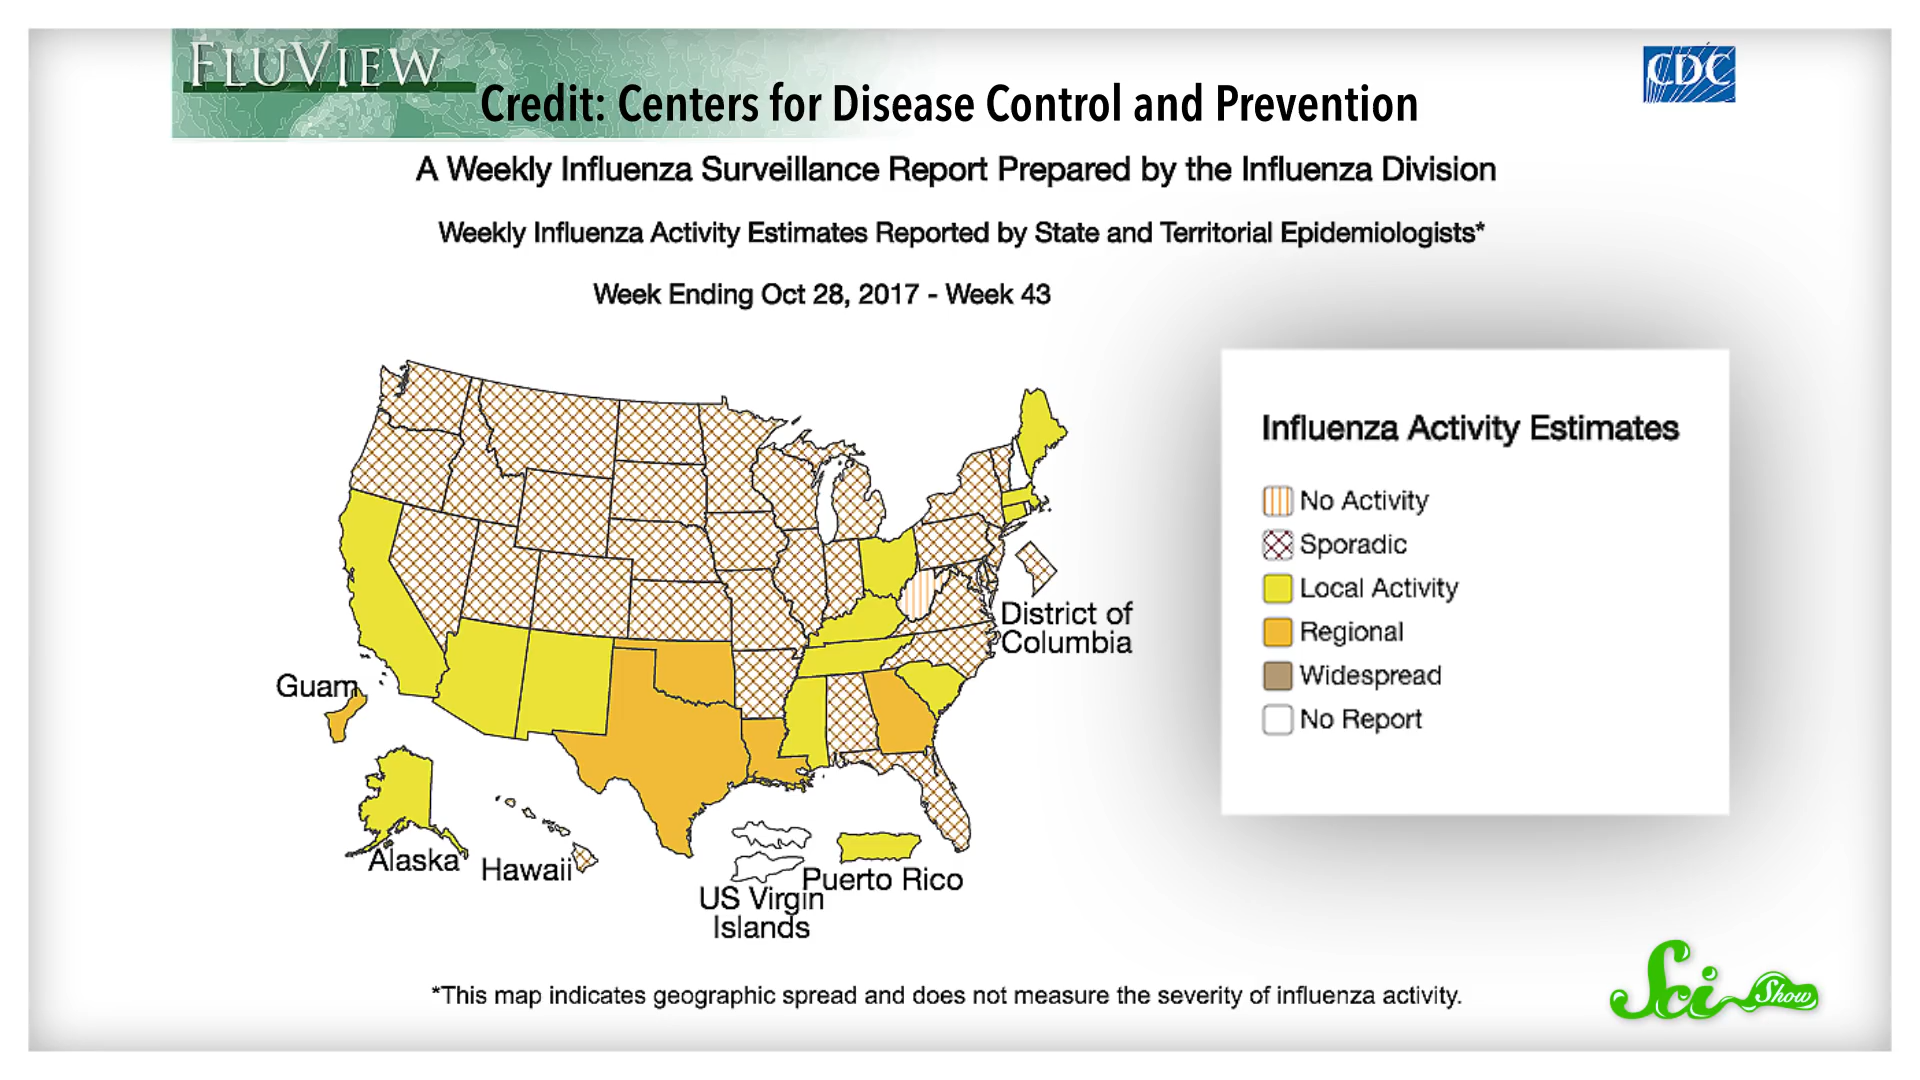 FLUVIEW
CDC
Credit: Centers for Disease Control and Prevention
A Weekly Influenza Surveillance Report Prepared by the Influenza Division
Weekly Influenza Activity Estimates Reported by State and Territorial Epidemiologists*
Week Ending Oct 28, 2017 - Week 43
Influenza Activity Estimates
No Activity
Sporadic
Local Activity
Regional
Widespread
No Report
District of
Columbia
Guam
Alaska
Hawaii
US Virgin
Islands
Puerto Rico
*This map indicates geographic spread and does not measure the severity of influenza activity.
Sci Show